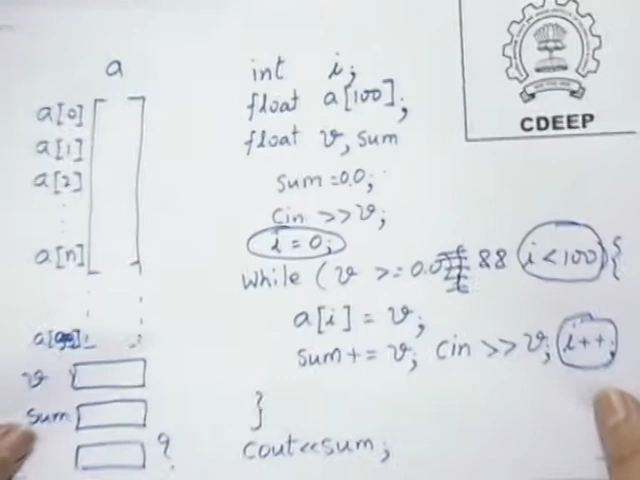 a
a[0]
a[1]
a[2]
a[n]
v
sum
?
int i;
float a[100];
float v, sum
sum=0.0;
cin >>v;
i = 0;
while (v >= 0.0 && i<100) {
a[i] = v;
sum+= v; cin >>v; i++;
}
cout<<sum;
CDEEP